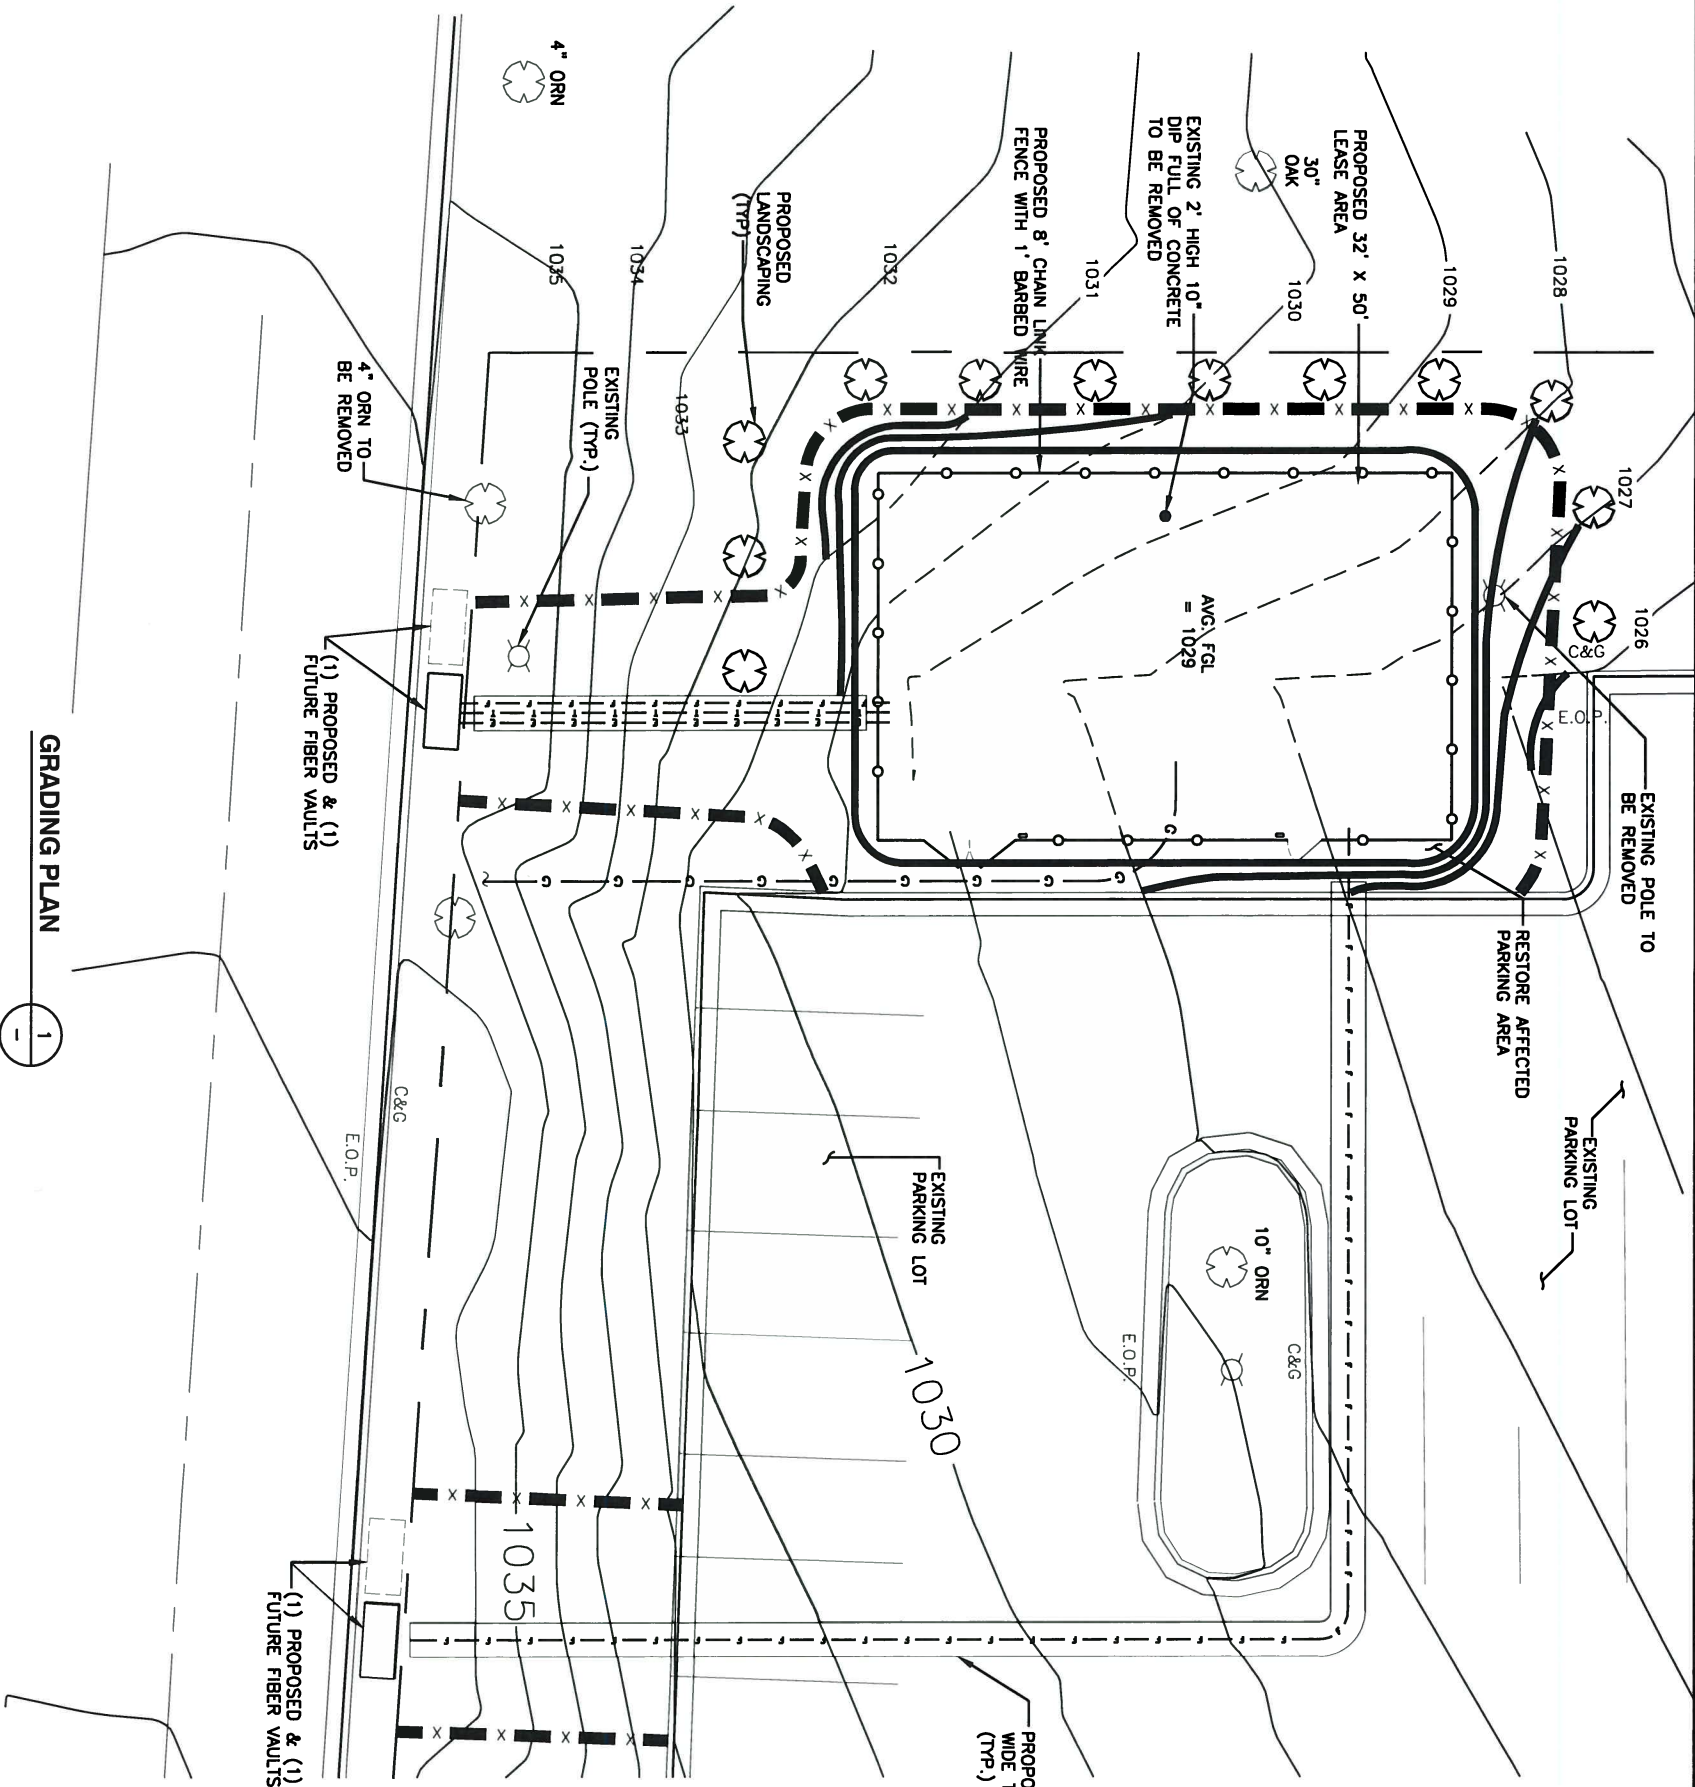 4" ORN
PROPOSED 32' X 50'
LEASE AREA
30"
OAK
EXISTING 2' HIGH 10"
DIP FULL OF CONCRETE
TO BE REMOVED
PROPOSED 8' CHAIN LINK
FENCE WITH 1' BARBED WIRE
PROPOSED
LANDSCAPING
(TYP)
1028
1029
1030
1031
1032
1033
1034
1035
1027
1026
C&G
E.O.P.
EXISTING
POLE (TYP.)
4" ORN TO
BE REMOVED
AVG. FGL
= 1029
(1) PROPOSED & (1)
FUTURE FIBER VAULTS
EXISTING POLE TO
BE REMOVED
RESTORE AFFECTED
PARKING AREA
EXISTING
PARKING LOT
EXISTING
PARKING LOT
10" ORN
C&G
E.O.P.
C&G
E.O.P.
1030
1035
(1) PROPOSED & (1)
FUTURE FIBER VAULTS
PROPO
WIDE T
(TYP.)
G
G
G
G
G
G
G
G
G
G
GRADING PLAN
1
-